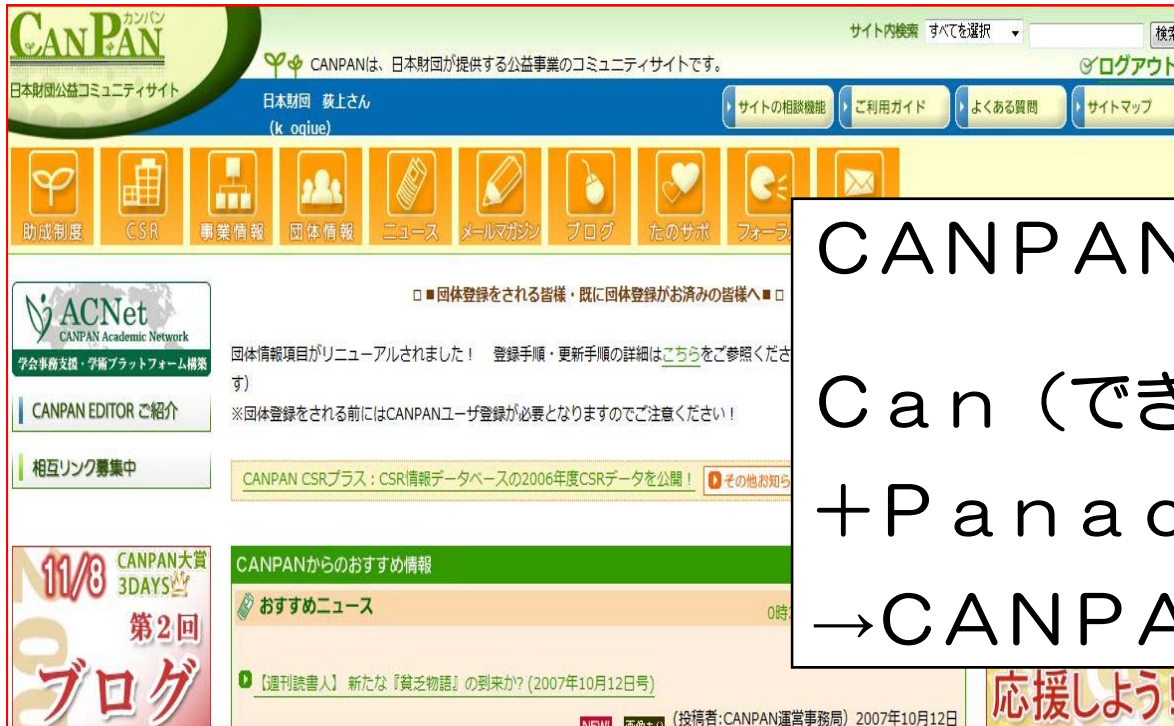 カンパン
CANPAN
日本財団公益コミュニティサイト
サイト内検索 すべてを選択
CANPANは、日本財団が提供する公益事業のコミュニティサイトです。
ログアウト
日本財団 荻上さん
(k_ogiue)
サイトの相談機能 ご利用ガイド よくある質問 サイトマップ
助成制度 CSR 事業情報 団体情報 ニュース メールマガジン ブログ たのサポ
CANPAN
Can(でき
+Pana
→CANPA
ACNet
CANPAN Academic Network
学会事務支援・学術プラットフォーム構築
CANPAN EDITOR ご紹介
相互リンク募集中
□■団体登録をされる皆様・既に団体登録がお済みの皆様へ■□
団体情報項目がリニューアルされました! 登録手順・更新手順の詳細はこちらをご参照くださ
す)
※団体登録をされる前にはCANPANユーザ登録が必要となりますのでご注意ください!
CANPAN CSRプラス:CSR情報データベースの2006年度CSRデータを公開! その他お知ら
11/8 CANPAN大賞
3DAYS
第2回
ブログ
CANPANからのおすすめ情報
おすすめニュース
【週刊読書人】 新たな『貧乏物語』の到来か? (2007年10月12日号)
NEW! 画像あり (投稿者:CANPAN運営事務局) 2007年10月12日
応援しよう!